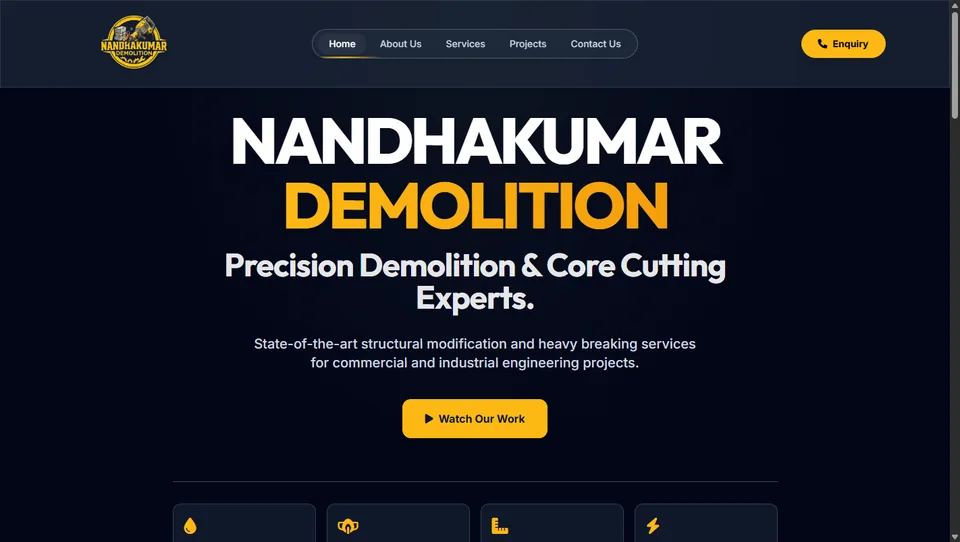 NANDHAKUMAR
DEMOLITION
Home
About Us
Services
Projects
Contact Us
Enquiry
NANDHAKUMAR
DEMOLITION
Precision Demolition & Core Cutting
Experts.
State-of-the-art structural modification and heavy breaking services
for commercial and industrial engineering projects.
Watch Our Work